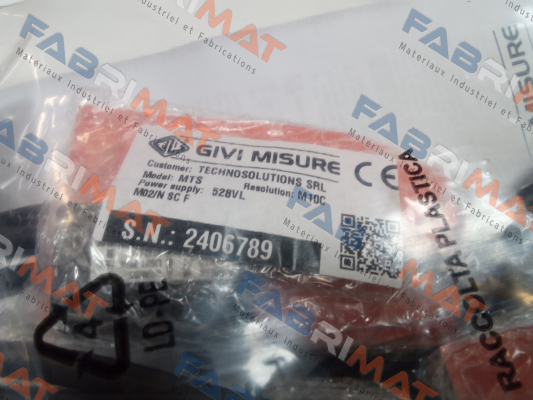 GIVI MISURE
Customer: TECHNOSOLUTIONS SRL
Model: MTS Resolution: M10C
Power supply: 528VL
M02/N SC F
S.N.: 2406789
CE
RACCOLTA PLASTICA
4
LD-PE
MISURE
FABRIMAT
Materiaux Industriel et Fabrications